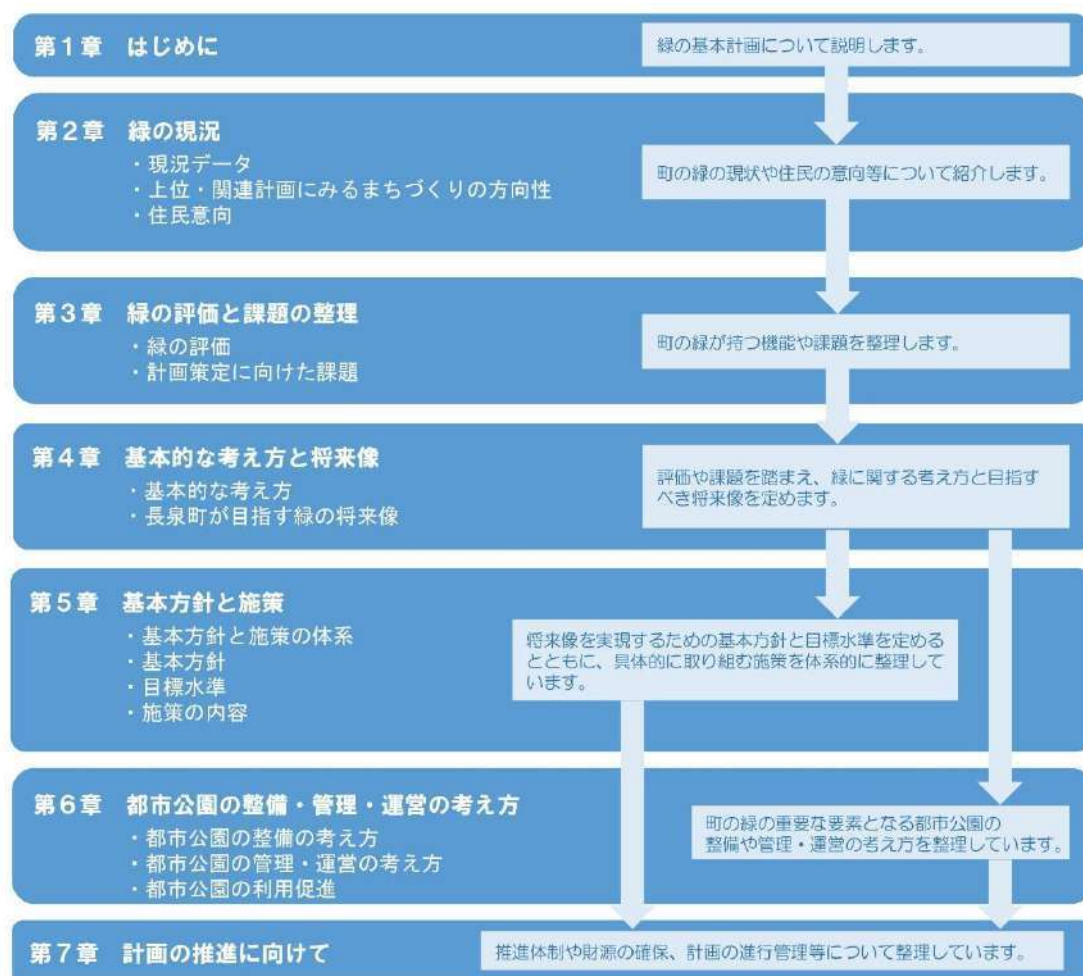 第1章 はじめに
緑の基本計画について説明します。
第2章 緑の現況
・現況データ
・上位・関連計画にみるまちづくりの方向性
・住民意向
町の緑の現状や住民の意向等について紹介します。
第3章 緑の評価と課題の整理
・緑の評価
・計画策定に向けた課題
町の緑が持つ機能や課題を整理します。
第4章 基本的な考え方と将来像
・基本的な考え方
・長泉町が目指す緑の将来像
評価や課題を踏まえ、緑に関する考え方と目指す
べき将来像を定めます。
第5章 基本方針と施策
・基本方針と施策の体系
・基本方針
・目標水準
・施策の内容
将来像を実現するための基本方針と目標水準を定める
とともに、具体的に取り組む施策を体系的に整理して
います。
第6章 都市公園の整備・管理・運営の考え方
・都市公園の整備の考え方
・都市公園の管理・運営の考え方
・都市公園の利用促進
町の緑の重要な要素となる都市公園の
整備や管理・運営の考え方を整理しています。
第7章 計画の推進に向けて
推進体制や財源の確保、計画の進行管理等について整理しています。